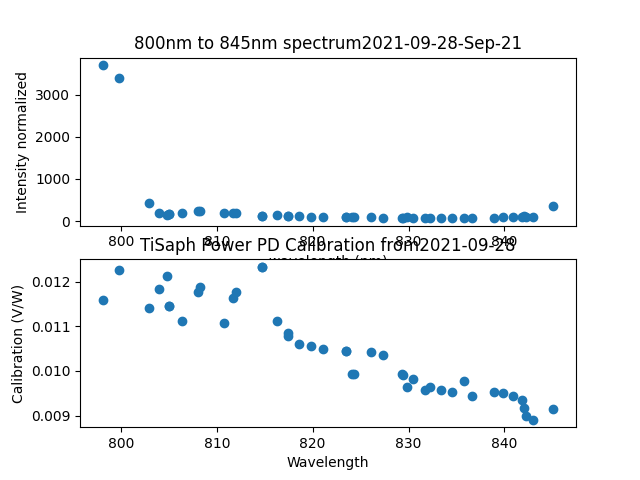 800nm to 845nm spectrum2021-09-28-Sep-21
Intensity normalized
3000
2000
1000
0
800 810 820 830 840
wavelength (nm)
TiSaph Power PD Calibration from2021-09-28
Calibration (V/W)
0.012
0.011
0.010
0.009
800 810 820 830 840
Wavelength